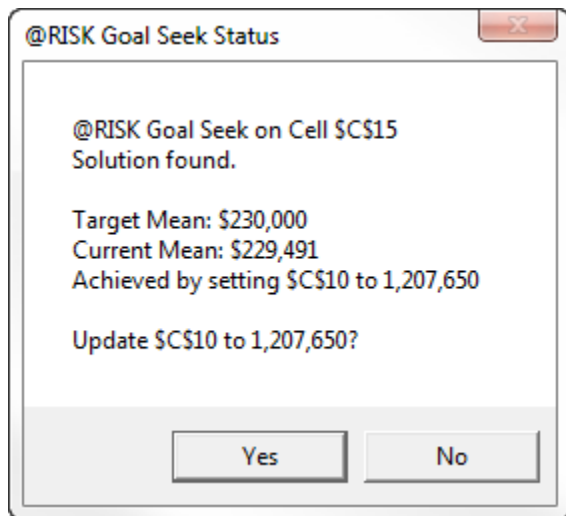 @RISK Goal Seek Status
@RISK Goal Seek on Cell $C$15
Solution found.
Target Mean: $230,000
Current Mean: $229,491
Achieved by setting $C$10 to 1,207,650
Update $C$10 to 1,207,650?
Yes
No